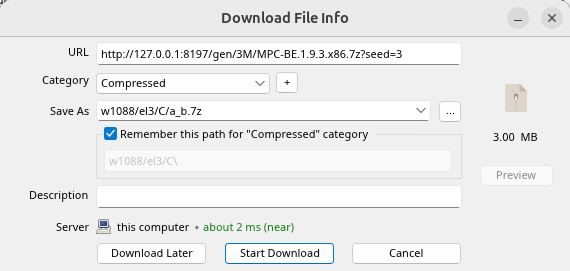 Download File Info
URL http://127.0.0.1:8197/gen/3M/MPC-BE.1.9.3.x86.7z?seed=3
Category Compressed +
Save As w1088/el3/C/a_b.7z ...
3.00 MB
Remember this path for "Compressed" category
w1088/el3/C\
Preview
Description
Server this computer • about 2 ms (near)
Download Later Start Download Cancel